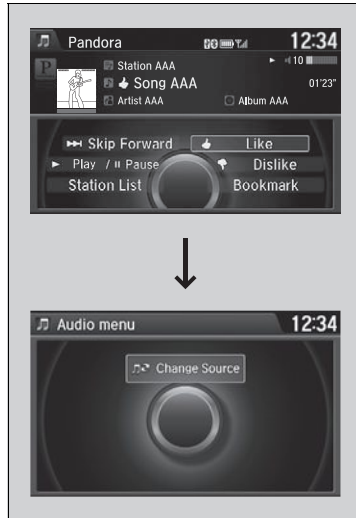 Pandora 12:34
Station AAA 10
Song AAA 01'23"
Artist AAA Album AAA
Skip Forward Like
Play / Pause Dislike
Station List Bookmark
Audio menu 12:34
Change Source